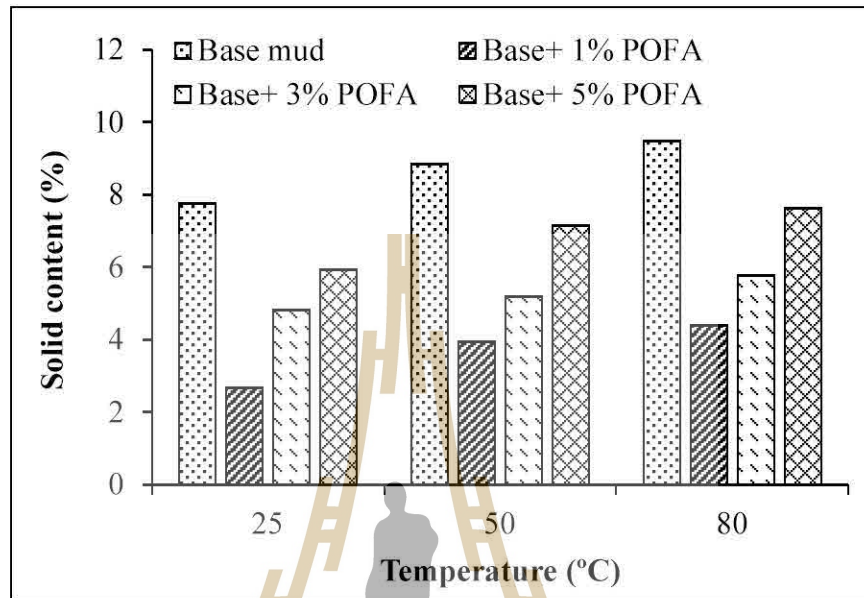 12
Base mud Base+ 1% POFA
Base+ 3% POFA Base+ 5% POFA
10
8
6
4
2
0
Solid content (%)
25 50 80
Temperature (ºC)